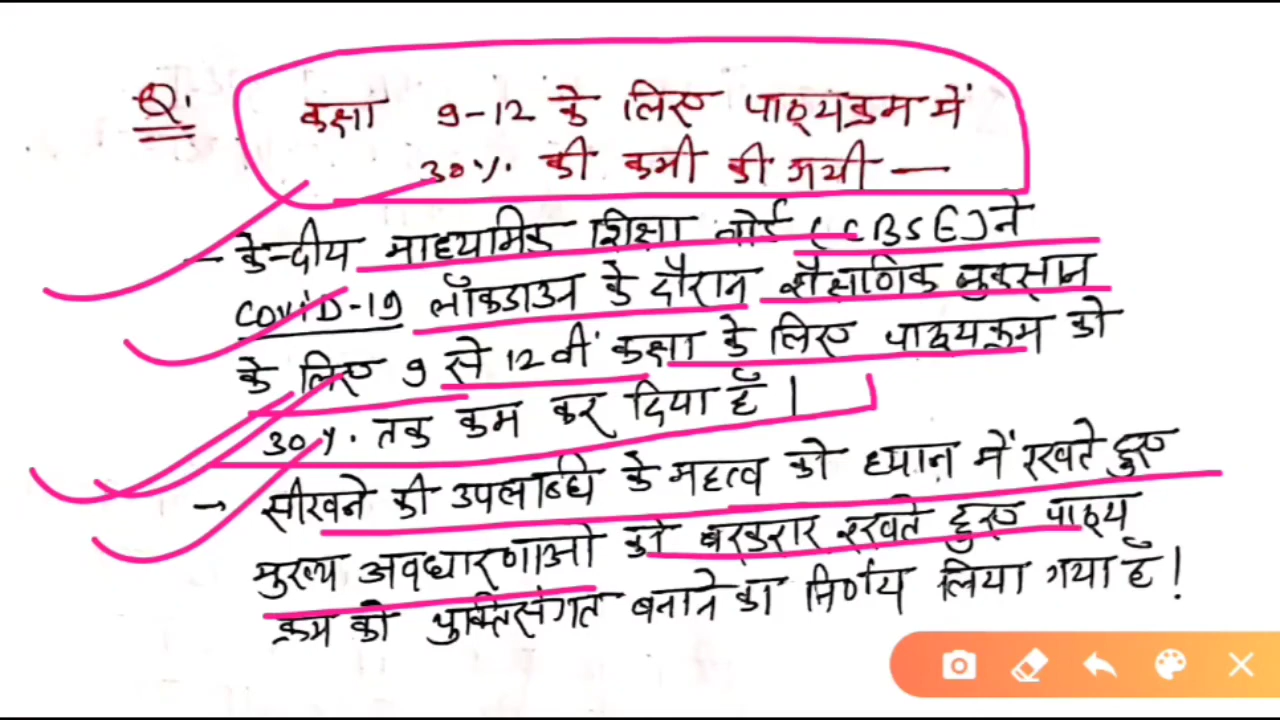 Q. कक्षा 9-12 के लिए पाठ्यक्रम में
30%. की कमी की गयी —
- केन्द्रीय माध्यमिक शिक्षा बोर्ड (CBSE) ने
COVID-19 लॉकडाउन के दौरान शैक्षणिक नुकसान
के लिए 9 से 12वीं कक्षा के लिए पाठ्यक्रम को
30%. तक कम कर दिया है।
→ सीखने की उपलब्धि के महत्व को ध्यान में रखते हुए
मुख्य अवधारणाओं को बरकरार रखते हुए पाठ्य
क्रम को युक्तिसंगत बनाने का निर्णय लिया गया है।